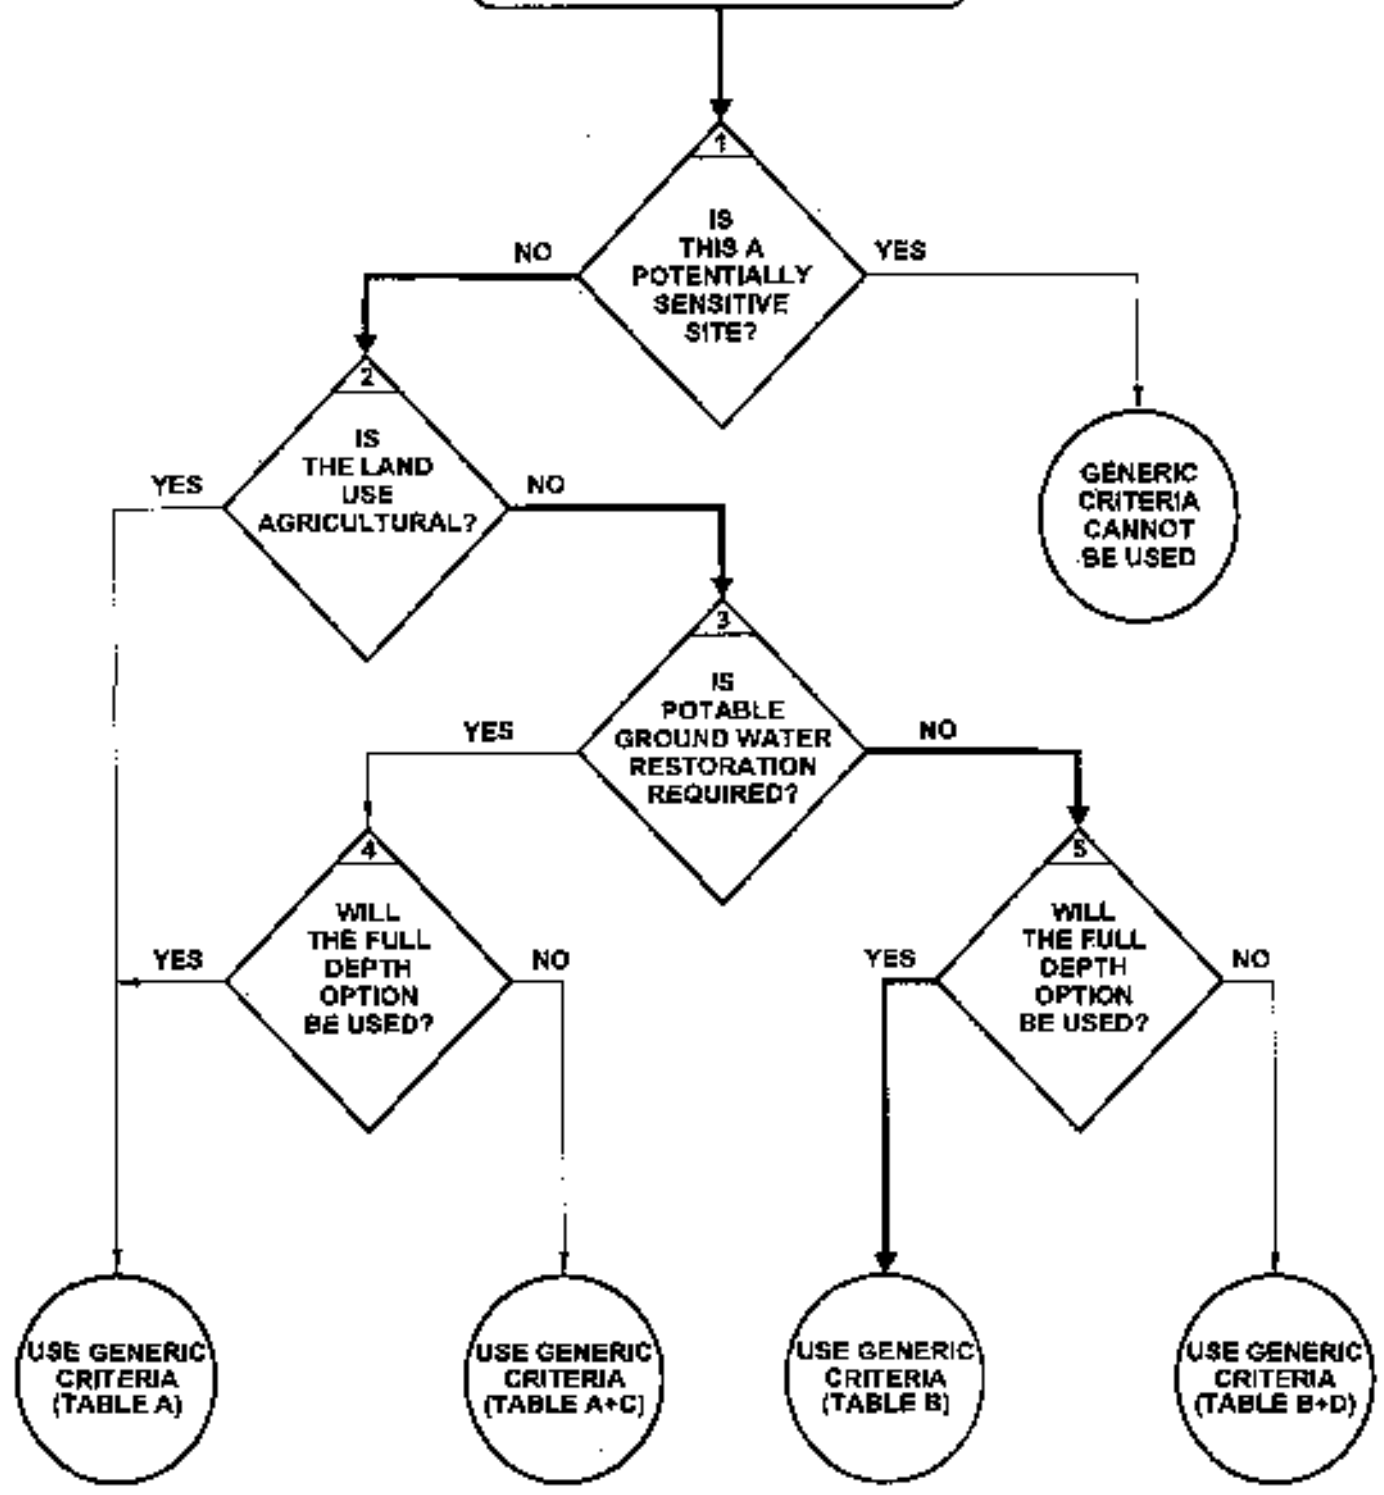 1
IS
THIS A
POTENTIALLY
SENSITIVE
SITE?
NO
YES
2
IS
THE LAND
USE
AGRICULTURAL?
YES
NO
GENERIC
CRITERIA
CANNOT
BE USED
3
IS
POTABLE
GROUND WATER
RESTORATION
REQUIRED?
YES
NO
4
WILL
THE FULL
DEPTH
OPTION
BE USED?
YES
NO
5
WILL
THE FULL
DEPTH
OPTION
BE USED?
YES
NO
USE GENERIC
CRITERIA
(TABLE A)
USE GENERIC
CRITERIA
(TABLE A+C)
USE GENERIC
CRITERIA
(TABLE B)
USE GENERIC
CRITERIA
(TABLE B+D)